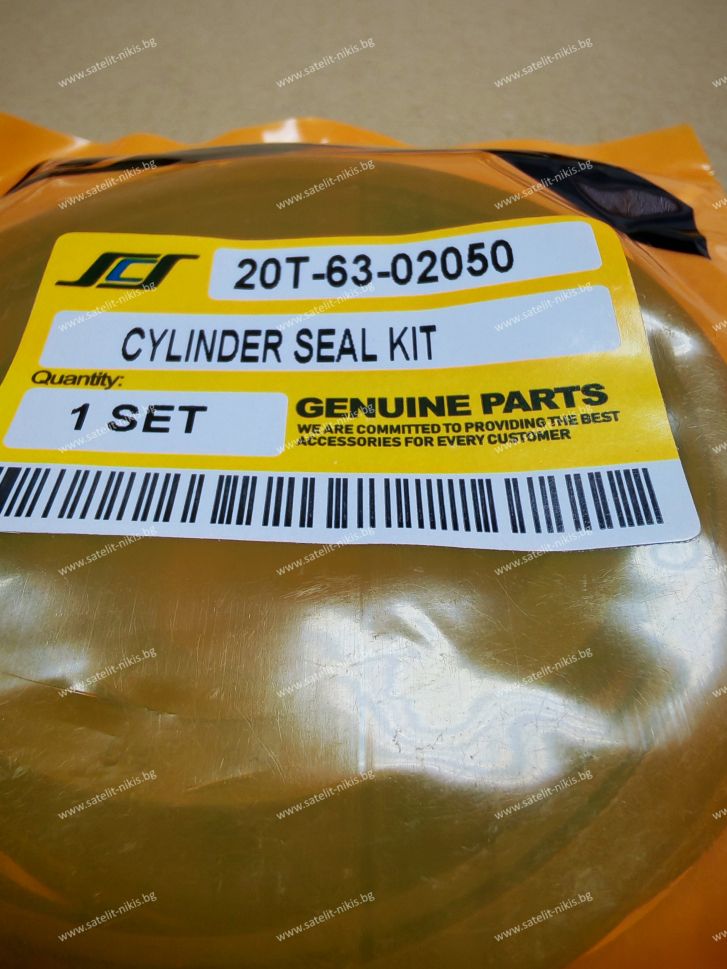 SCS
20T-63-02050
CYLINDER SEAL KIT
Quantity:
1 SET
GENUINE PARTS
WE ARE COMMITTED TO PROVIDING THE BEST
ACCESSORIES FOR EVERY CUSTOMER
www.satelit-nikis.bg